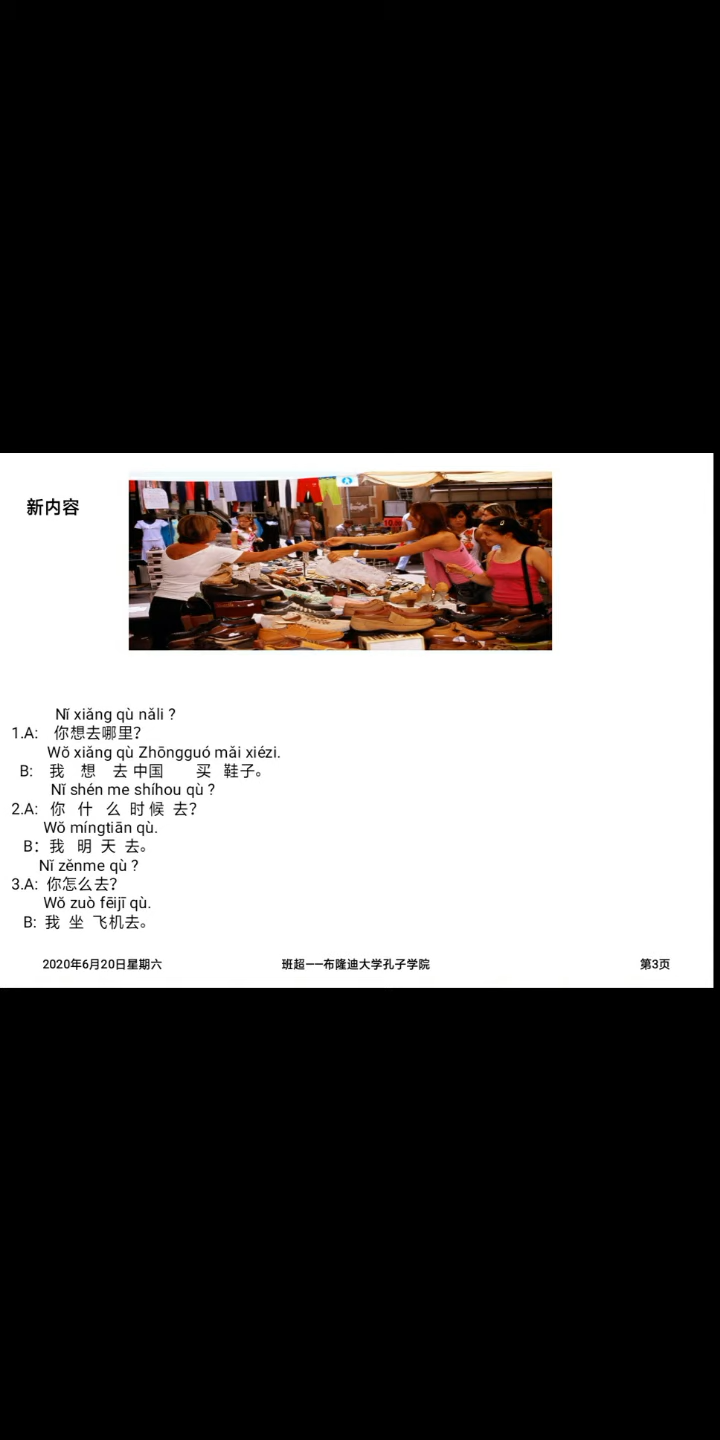 新内容
Nǐ xiǎng qù nǎli ?
1.A: 你想去哪里?
Wǒ xiǎng qù Zhōngguó mǎi xiézi.
B: 我 想 去 中国 买 鞋子。
Nǐ shén me shíhou qù ?
2.A: 你 什 么 时 候 去?
Wǒ míngtiān qù.
B: 我 明 天 去。
Nǐ zěnme qù ?
3.A: 你怎么去?
Wǒ zuò fēijī qù.
B: 我 坐 飞机去。
2020年6月20日星期六 班超——布隆迪大学孔子学院 第3页